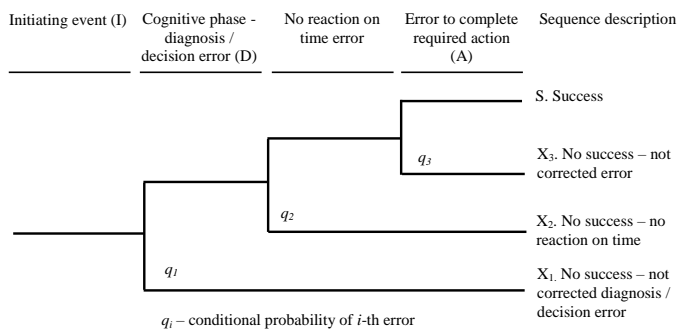 Initiating event (I)
Cognitive phase -
diagnosis /
decision error (D)
No reaction on
time error
Error to complete
required action
(A)
Sequence description
S. Success
q3
X3. No success – not
corrected error
q2
X2. No success – no
reaction on time
q1
X1. No success – not
corrected diagnosis /
decision error
qi – conditional probability of i-th error